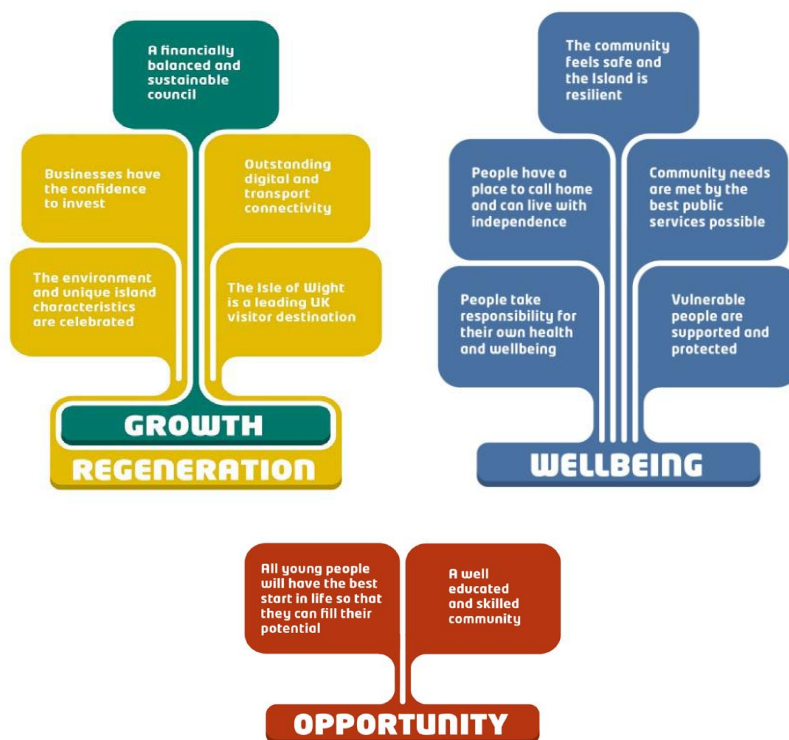 A financially
balanced and
sustainable
council
Businesses have
the confidence
to invest
Outstanding
digital and
transport
connectivity
The environment
and unique island
characteristics
are celebrated
The Isle of Wight
is a leading UK
visitor destination
GROWTH
REGENERATION
The community
feels safe and
the Island is
resilient
People have a
place to call home
and can live with
independence
Community needs
are met by the
best public
services possible
People take
responsibility for
their own health
and wellbeing
Vulnerable
people are
supported and
protected
WELLBEING
All young people
will have the best
start in life so that
they can fill their
potential
A well
educated
and skilled
community
OPPORTUNITY